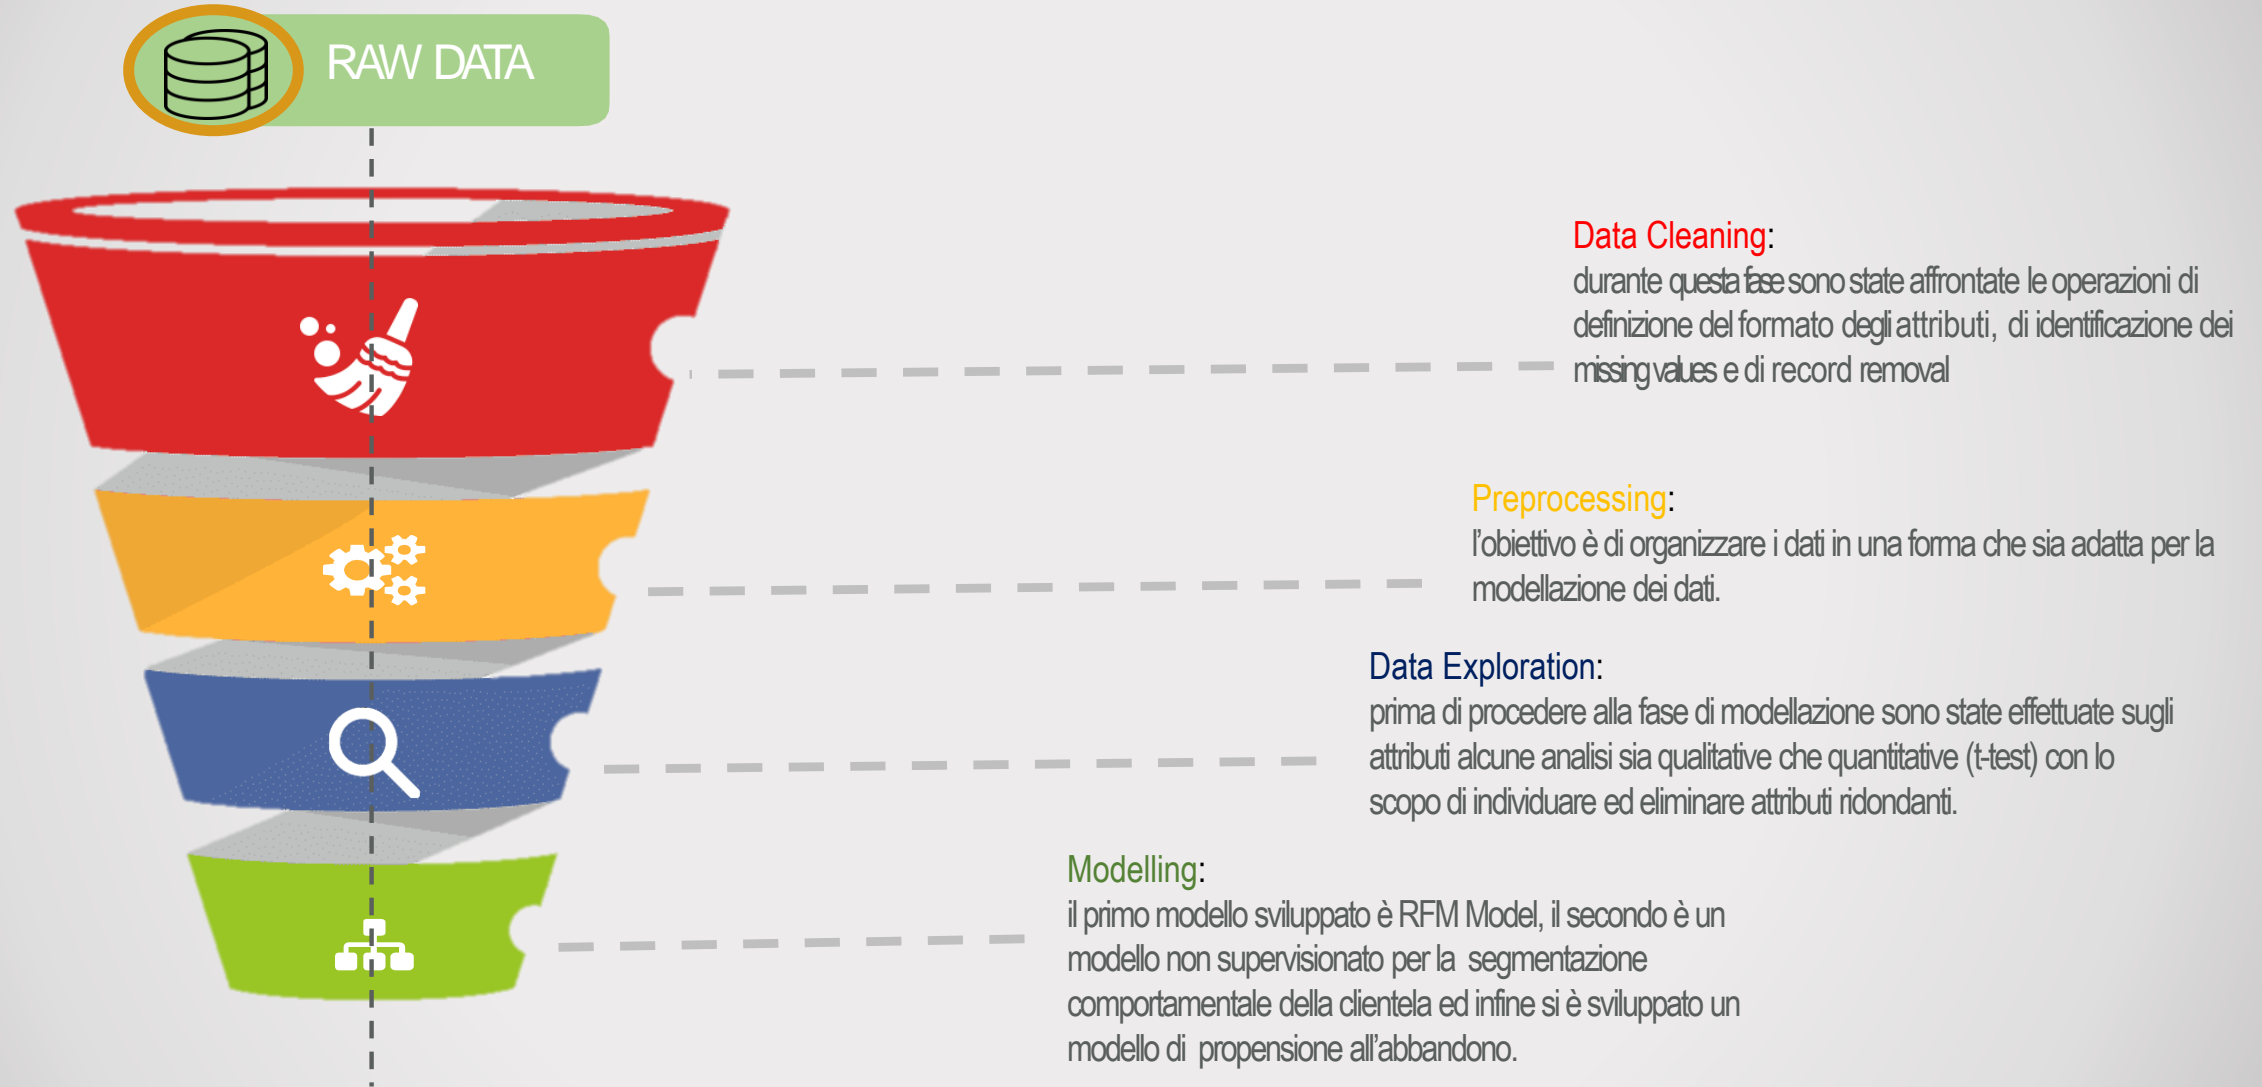 RAW DATA
Data Cleaning:
durante questa fase sono state affrontate le operazioni di
definizione del formato degli attributi, di identificazione dei
missing values e di record removal
Preprocessing:
l’obiettivo è di organizzare i dati in una forma che sia adatta per la
modellazione dei dati.
Data Exploration:
prima di procedere alla fase di modellazione sono state effettuate sugli
attributi alcune analisi sia qualitative che quantitative (t-test) con lo
scopo di individuare ed eliminare attributi ridondanti.
Modelling:
il primo modello sviluppato è RFM Model, il secondo è un
modello non supervisionato per la segmentazione
comportamentale della clientela ed infine si è sviluppato un
modello di propensione all’abbandono.